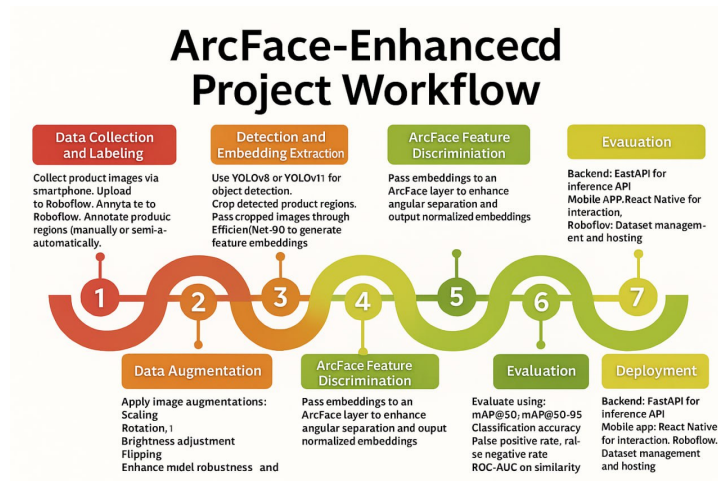 ArcFace-Enhancecd
Project Workflow
Data Collection
and Labeling
Collect product images via
smartphone. Upload
to Roboflow. Annyta te to
Roboflow. Annotate produuic
regions (manually or semi-a-
automatically.
Detection and
Embedding Extraction
Use YOLOv8 or YOLOv11 for
object detection.
Crop detected product regions.
Pass cropped images through
Efficien(Net-90 to generate
feature embeddings
ArcFace Feature
Discriminiation
Pass embeddings to an
ArcFace layer to enhance
angular separation and
output normalized embeddings
Evaluation
Backend: EastAPI for
inference API
Mobile APP.React Native for
interaction,
Roboflov: Dataset managem-
ent and hosting
1
2
3
4
5
6
7
Data Augmentation
Apply image augmentations:
Scaling
Rotation, 1
Brightness adjustment
Flipping
Enhance mıdel robustness and
ArcFace Feature
Discrimination
Pass embeddings to an
ArcFace layer to enhance
angular separation and ouput
normalized embeddings
Evaluation
Evaluate using:
mAP@50; mAP@50-95
Classification accuracy
Palse positive rate, ral-
se negative rate
ROC-AUC on similarity
Deployment
Backend: FastAPI for
inference API
Mobile app: React Native
for interaction. Roboflow.
Dataset management
and hosting